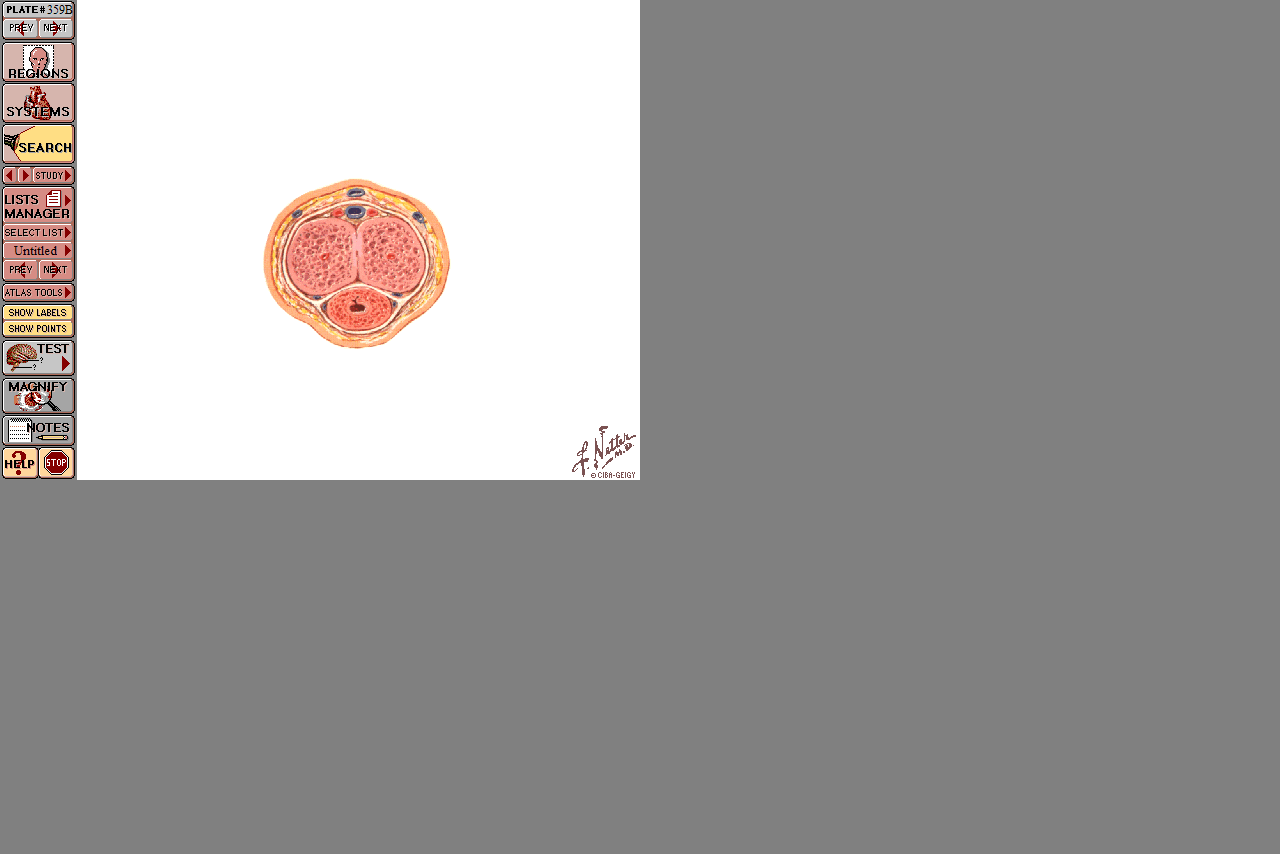 PLATE# 359B
PREV NEXT
REGIONS
SYSTEMS
SEARCH
STUDY
LISTS
MANAGER
SELECT LIST
Untitled
PREV NEXT
ATLAS TOOLS
SHOW LABELS
SHOW POINTS
TEST
? ?
MAGNIFY
NOTES
HELP ? STOP
F. Netter M.D.
© CIBA-GEIGY